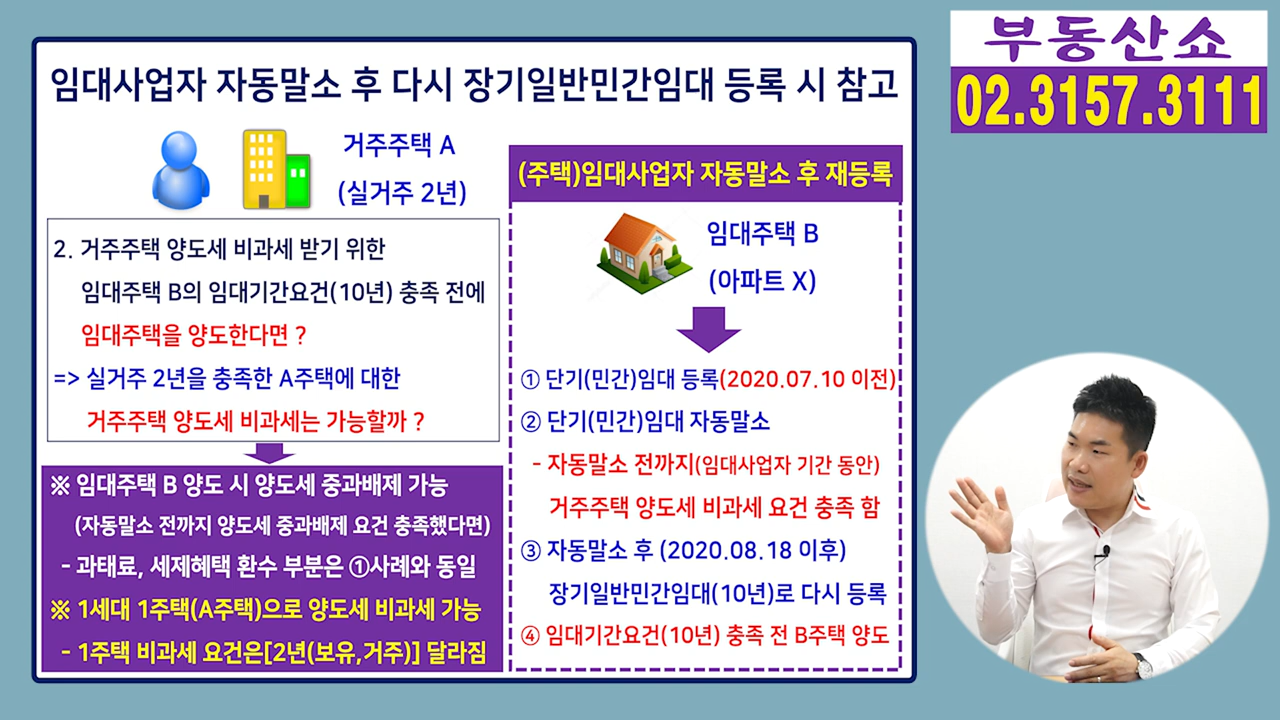 부동산쇼
02.3157.3111
임대사업자 자동말소 후 다시 장기일반민간임대 등록 시 참고
거주주택 A
(실거주 2년)
2. 거주주택 양도세 비과세 받기 위한
임대주택 B의 임대기간요건(10년) 충족 전에
임대주택을 양도한다면 ?
=> 실거주 2년을 충족한 A주택에 대한
거주주택 양도세 비과세는 가능할까 ?
※ 임대주택 B 양도 시 양도세 중과배제 가능
(자동말소 전까지 양도세 중과배제 요건 충족했다면)
- 과태료, 세제혜택 환수 부분은 ①사례와 동일
※ 1세대 1주택(A주택)으로 양도세 비과세 가능
- 1주택 비과세 요건은[2년(보유,거주)] 달라짐
(주택)임대사업자 자동말소 후 재등록
임대주택 B
(아파트 X)
① 단기(민간)임대 등록(2020.07.10 이전)
② 단기(민간)임대 자동말소
- 자동말소 전까지(임대사업자 기간 동안)
거주주택 양도세 비과세 요건 충족 함
③ 자동말소 후 (2020.08.18 이후)
장기일반민간임대(10년)로 다시 등록
④ 임대기간요건(10년) 충족 전 B주택 양도